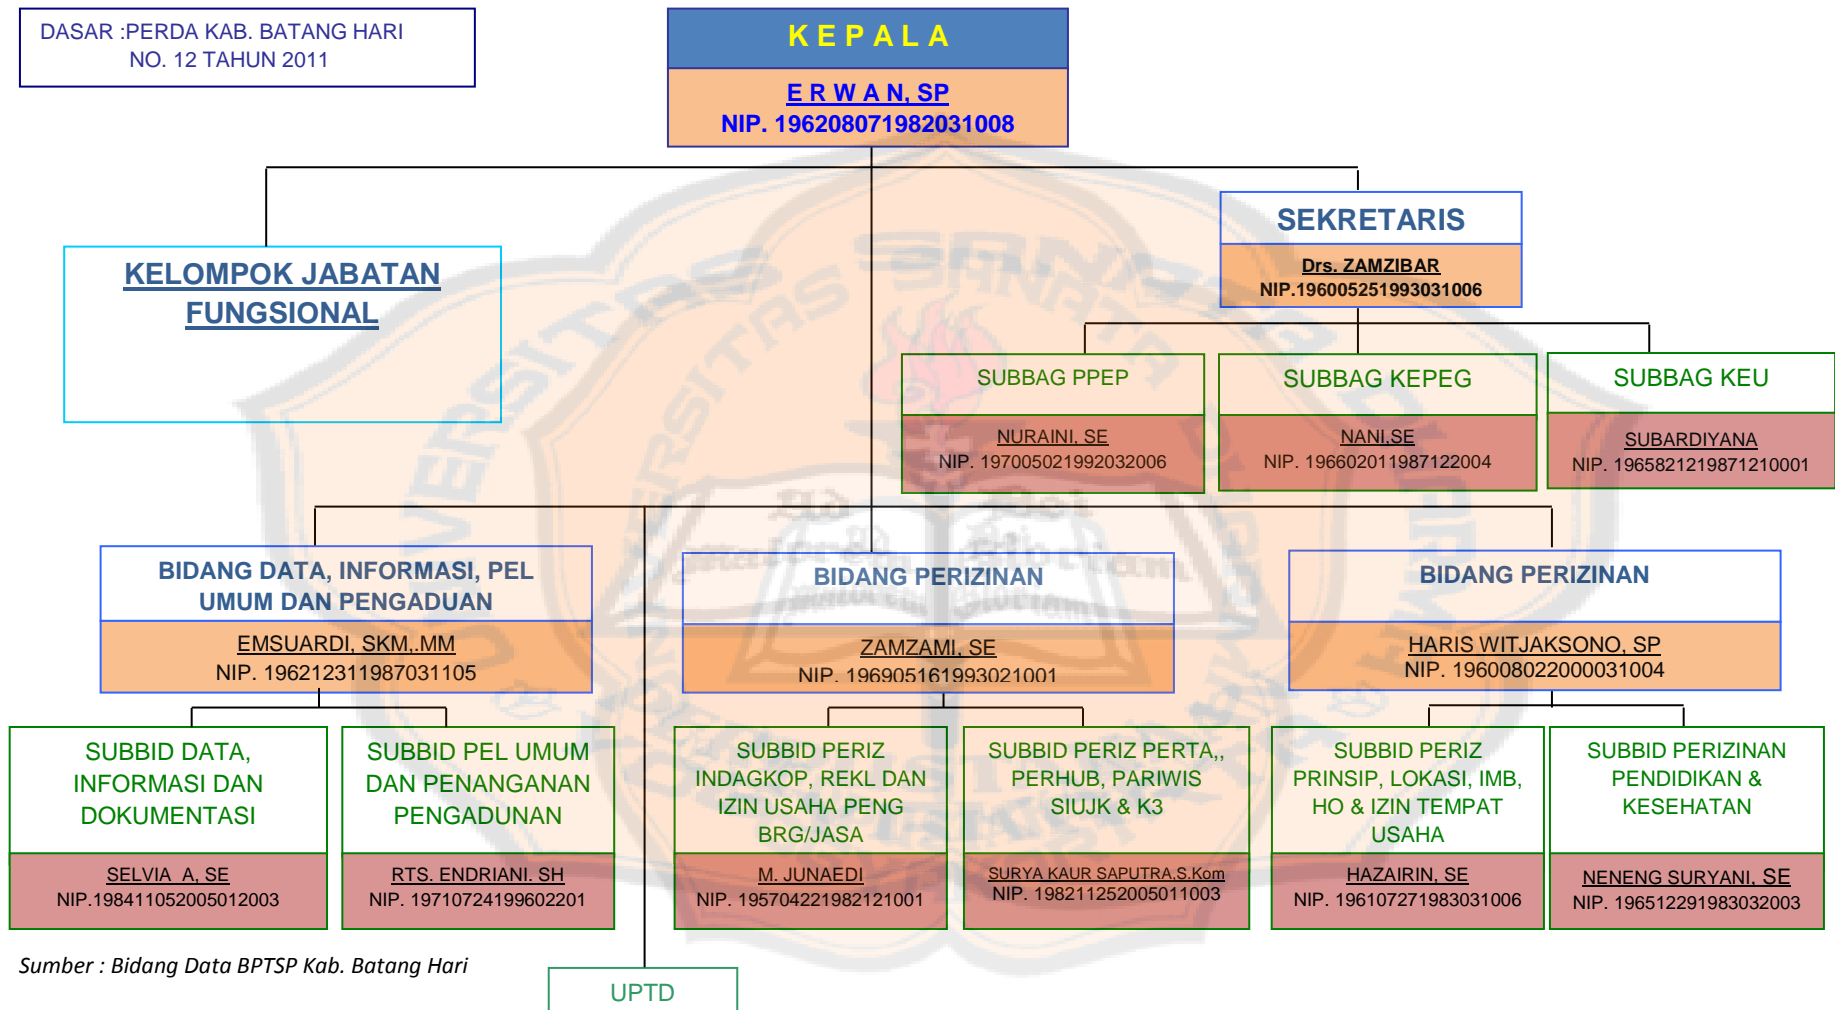 DASAR :PERDA KAB. BATANG HARI
NO. 12 TAHUN 2011
K E P A L A
E R W A N, SP
NIP. 196208071982031008
SEKRETARIS
Drs. ZAMZIBAR
NIP.196005251993031006
KELOMPOK JABATAN
FUNGSIONAL
SUBBAG PPEP
NURAINI, SE
NIP. 197005021992032006
SUBBAG KEPEG
NANI,SE
NIP. 196602011987122004
SUBBAG KEU
SUBARDIYANA
NIP. 1965821219871210001
BIDANG DATA, INFORMASI, PEL
UMUM DAN PENGADUAN
EMSUARDI, SKM,.MM
NIP. 196212311987031105
BIDANG PERIZINAN
ZAMZAMI, SE
NIP. 196905161993021001
BIDANG PERIZINAN
HARIS WITJAKSONO, SP
NIP. 196008022000031004
SUBBID DATA,
INFORMASI DAN
DOKUMENTASI
SELVIA  A, SE
NIP.198411052005012003
SUBBID PEL UMUM
DAN PENANGANAN
PENGADUNAN
RTS. ENDRIANI. SH
NIP. 19710724199602201
SUBBID PERIZ
INDAGKOP, REKL DAN
IZIN USAHA PENG
BRG/JASA
M. JUNAEDI
NIP. 195704221982121001
SUBBID PERIZ PERTA,,
PERHUB, PARIWIS
SIUJK & K3
SURYA KAUR SAPUTRA,S.Kom
NIP. 198211252005011003
SUBBID PERIZ
PRINSIP, LOKASI, IMB,
HO & IZIN TEMPAT
USAHA
HAZAIRIN, SE
NIP. 196107271983031006
SUBBID PERIZINAN
PENDIDIKAN &
KESEHATAN
NENENG SURYANI, SE
NIP. 196512291983032003
Sumber : Bidang Data BPTSP Kab. Batang Hari
UPTD
UNIVERSITAS SANATA DHARMA
Ad Dei